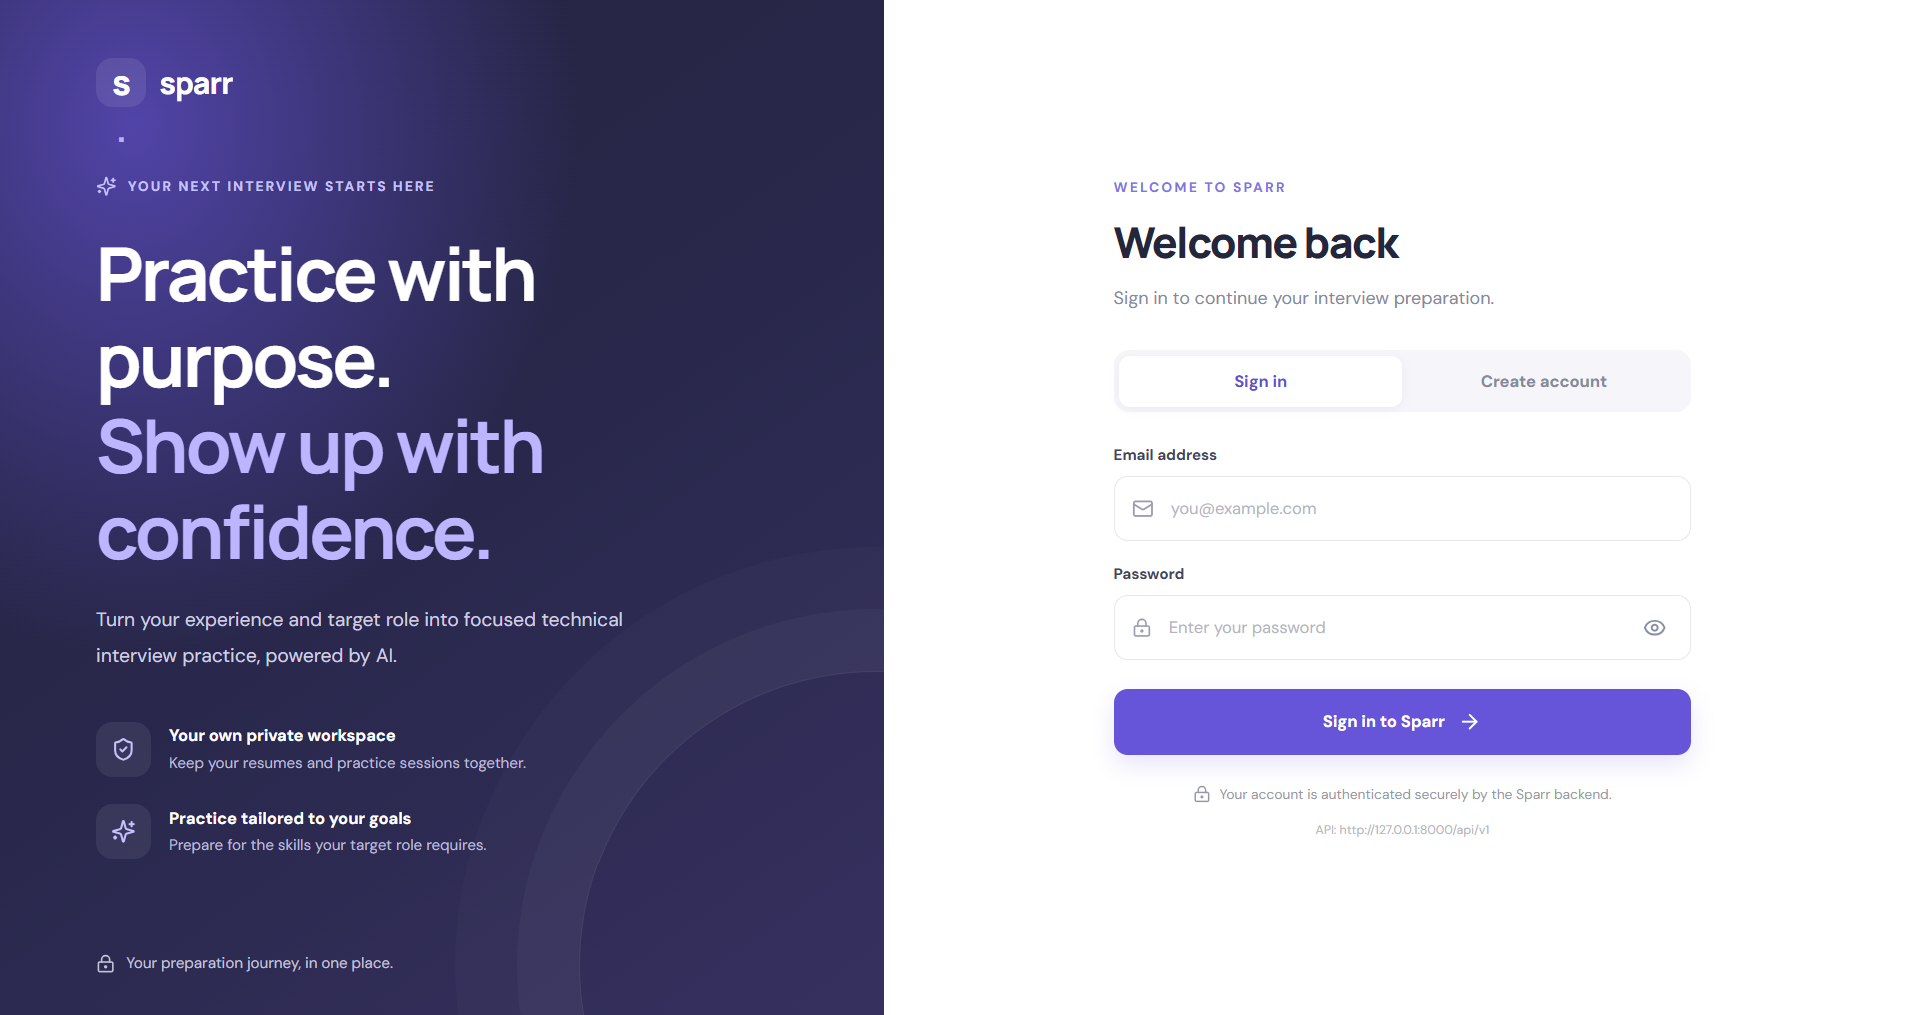 s sparr
YOUR NEXT INTERVIEW STARTS HERE
Practice with
purpose.
Show up with
confidence.
Turn your experience and target role into focused technical
interview practice, powered by AI.
Your own private workspace
Keep your resumes and practice sessions together.
Practice tailored to your goals
Prepare for the skills your target role requires.
Your preparation journey, in one place.
WELCOME TO SPARR
Welcome back
Sign in to continue your interview preparation.
Sign in Create account
Email address
you@example.com
Password
Enter your password
Sign in to Sparr
Your account is authenticated securely by the Sparr backend.
API: http://127.0.0.1:8000/api/v1